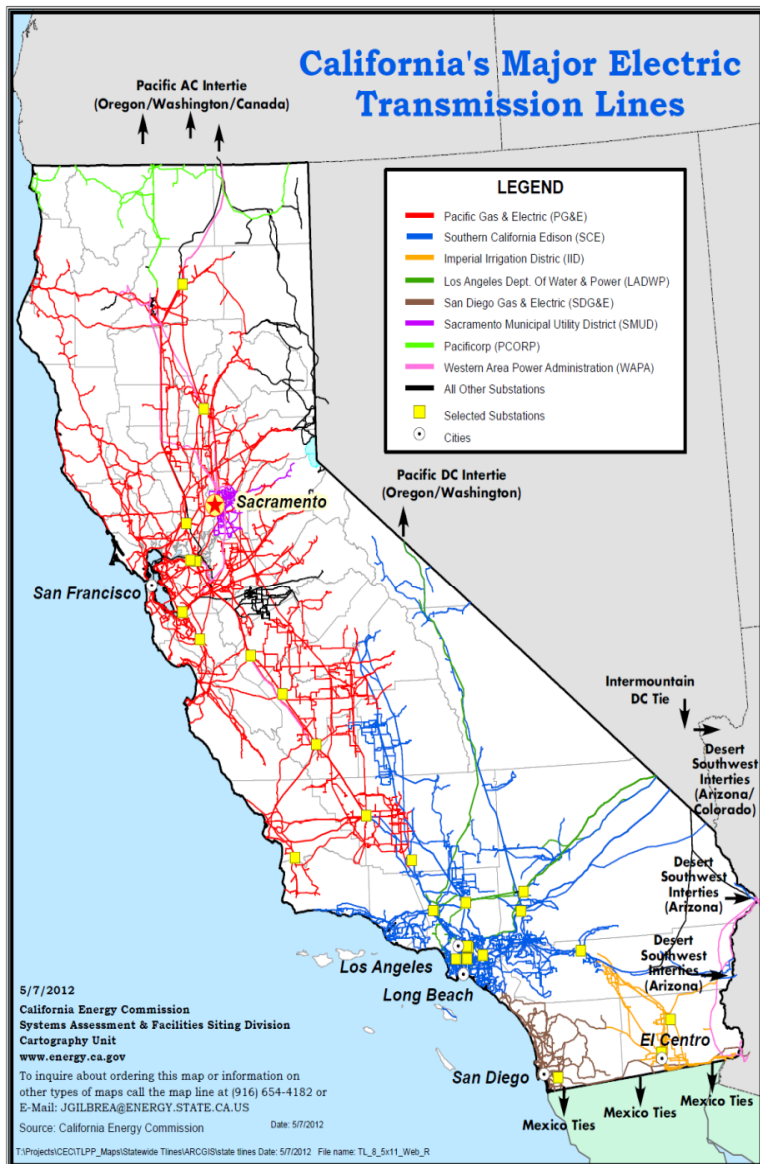 California's Major Electric
Transmission Lines
Pacific AC Intertie
(Oregon/Washington/Canada)
LEGEND
Pacific Gas & Electric (PG&E)
Southern California Edison (SCE)
Imperial Irrigation Distric (IID)
Los Angeles Dept. Of Water & Power (LADWP)
San Diego Gas & Electric (SDG&E)
Sacramento Municipal Utility District (SMUD)
Pacificorp (PCORP)
Western Area Power Administration (WAPA)
All Other Substations
Selected Substations
Cities
Pacific DC Intertie
(Oregon/Washington)
Sacramento
San Francisco
Intermountain
DC Tie
Desert
Southwest
Interties
(Arizona/
Colorado)
Desert
Southwest
Interties
(Arizona)
Desert
Southwest
Interties
(Arizona)
Los Angeles
Long Beach
El Centro
San Diego
Mexico Ties
Mexico Ties
Mexico Ties
5/7/2012
California Energy Commission
Systems Assessment & Facilities Siting Division
Cartography Unit
www.energy.ca.gov
To inquire about ordering this map or information on
other types of maps call the map line at (916) 654-4182 or
E-Mail: JGILBREA@ENERGY.STATE.CA.US
Source: California Energy Commission
Date: 5/7/2012
T:\Projects\CEC\TLPP_Maps\Statewide Tlines\ARCGIS\state tlines Date: 5/7/2012 File name: TL_8_5x11_Web_R